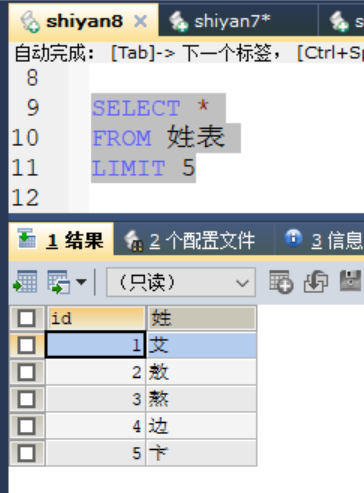 shiyan8 shiyan7* s
自动完成： [Tab]-> 下一个标签， [Ctrl+Sp
8
9 SELECT *
10 FROM 姓表
11 LIMIT 5
12
1 结果 2 个配置文件 3 信息
（只读）
id 姓
1 艾
2 敖
3 熬
4 边
5 卞